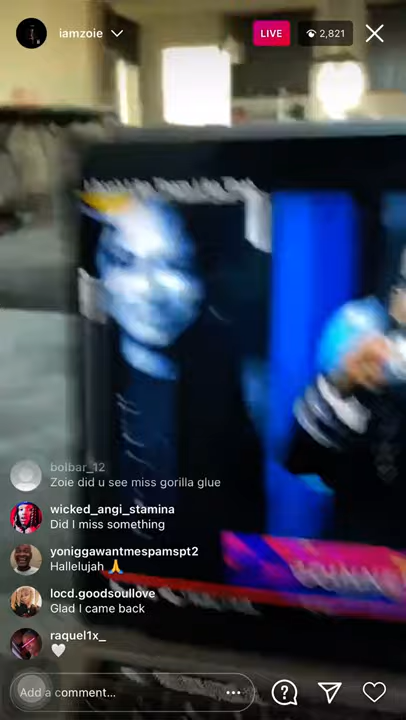 iamzoie
LIVE
2,821
bolbar_12
Zoie did u see miss gorilla glue
wicked_angi_stamina
Did I miss something
yoniggawantmespamspt2
Hallelujah 🙏
locd.goodsoullove
Glad I came back
raquel1x_
🤍
Add a comment...